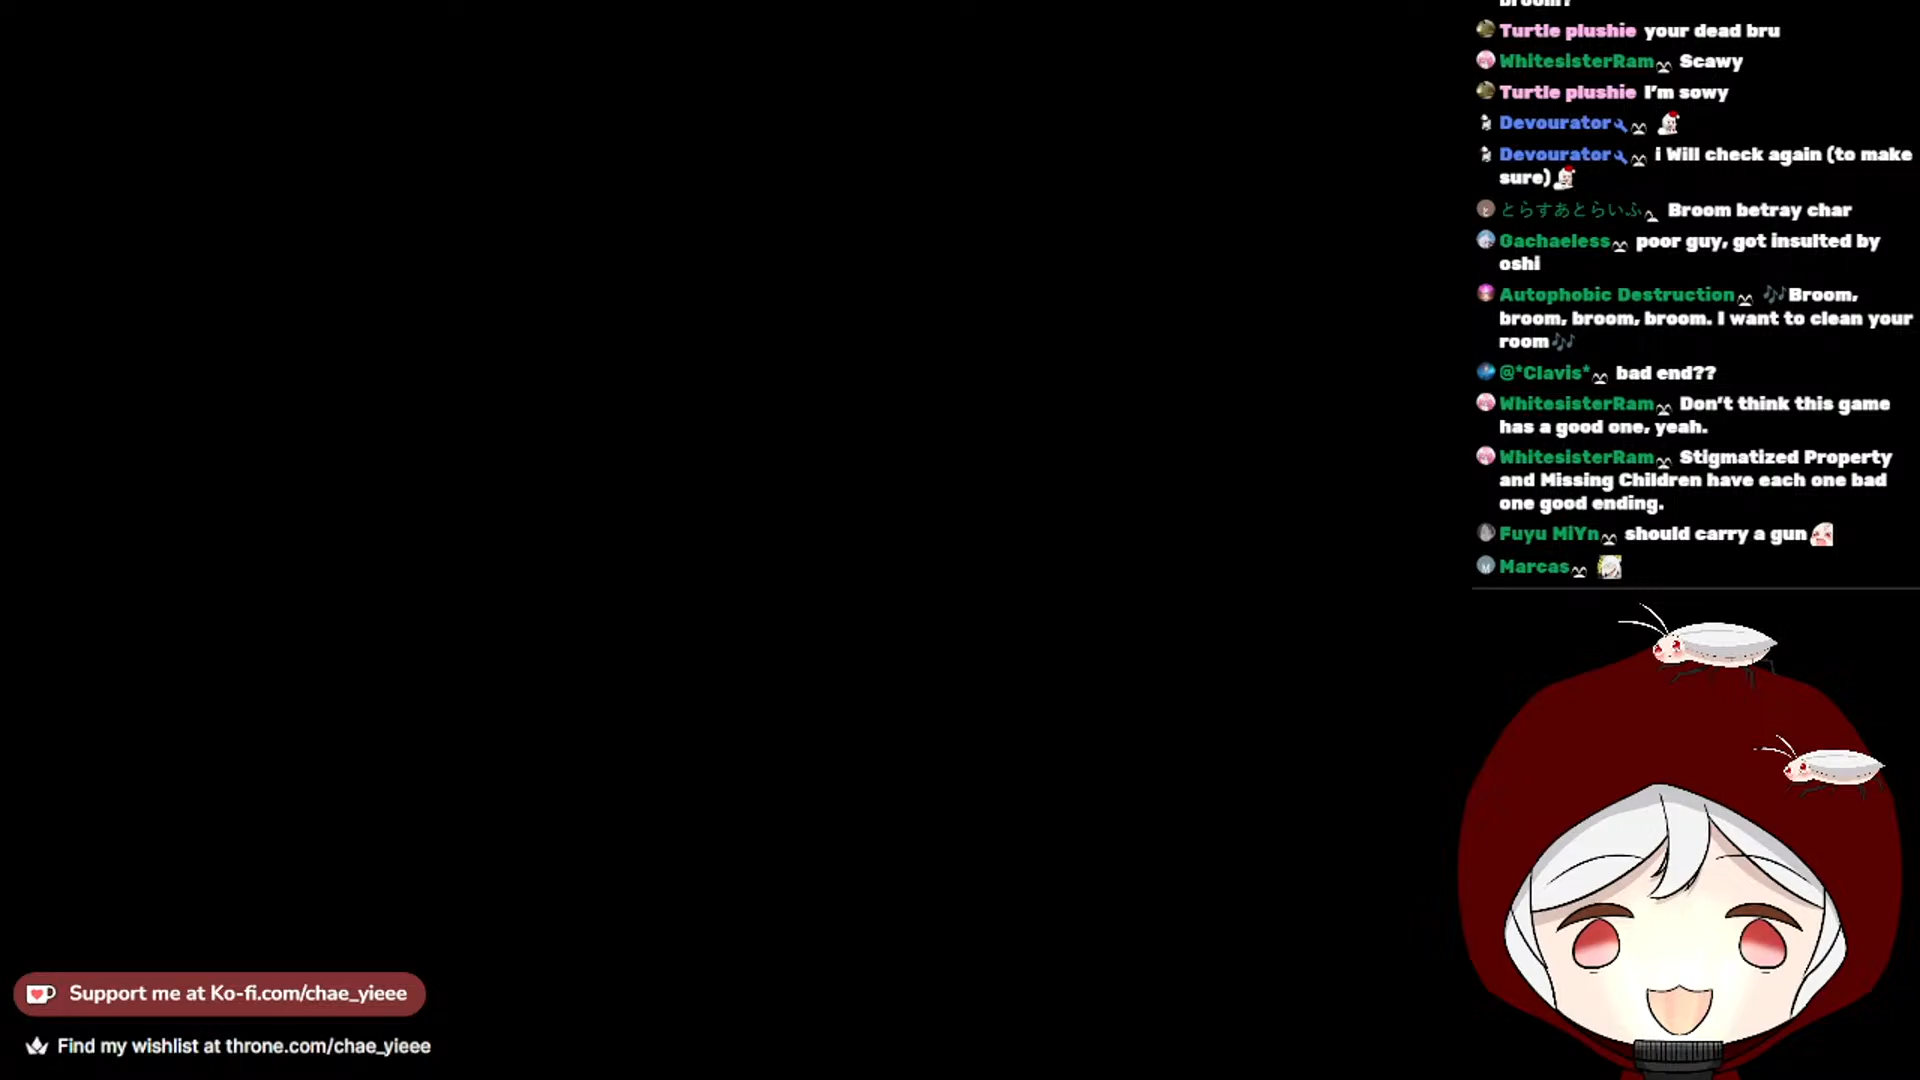 broom?
Turtle plushie your dead bru
WhitesisterRam Scawy
Turtle plushie I'm sowy
Devourator
Devourator i Will check again (to make
sure)
とらすあとらいふ Broom betray char
Gachaeless poor guy, got insulted by
oshi
Autophobic Destruction 🎶Broom,
broom, broom, broom. I want to clean your
room🎶
@*Clavis* bad end??
WhitesisterRam Don't think this game
has a good one, yeah.
WhitesisterRam Stigmatized Property
and Missing Children have each one bad
one good ending.
Fuyu MiYn should carry a gun
M Marcas
Support me at Ko-fi.com/chae_yieee
Find my wishlist at throne.com/chae_yieee